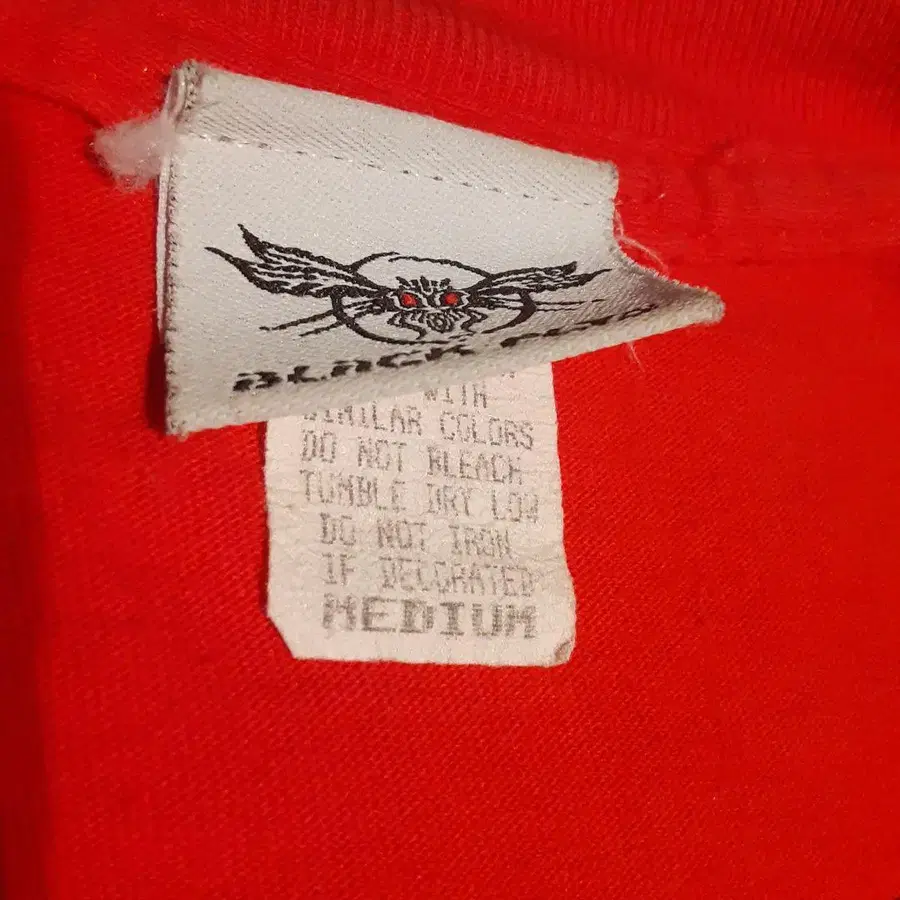 BLACK
WITH
SIMILAR COLORS
DO NOT BLEACH
TUMBLE DRY LOW
DO NOT IRON
IF DECORATED
MEDIUM